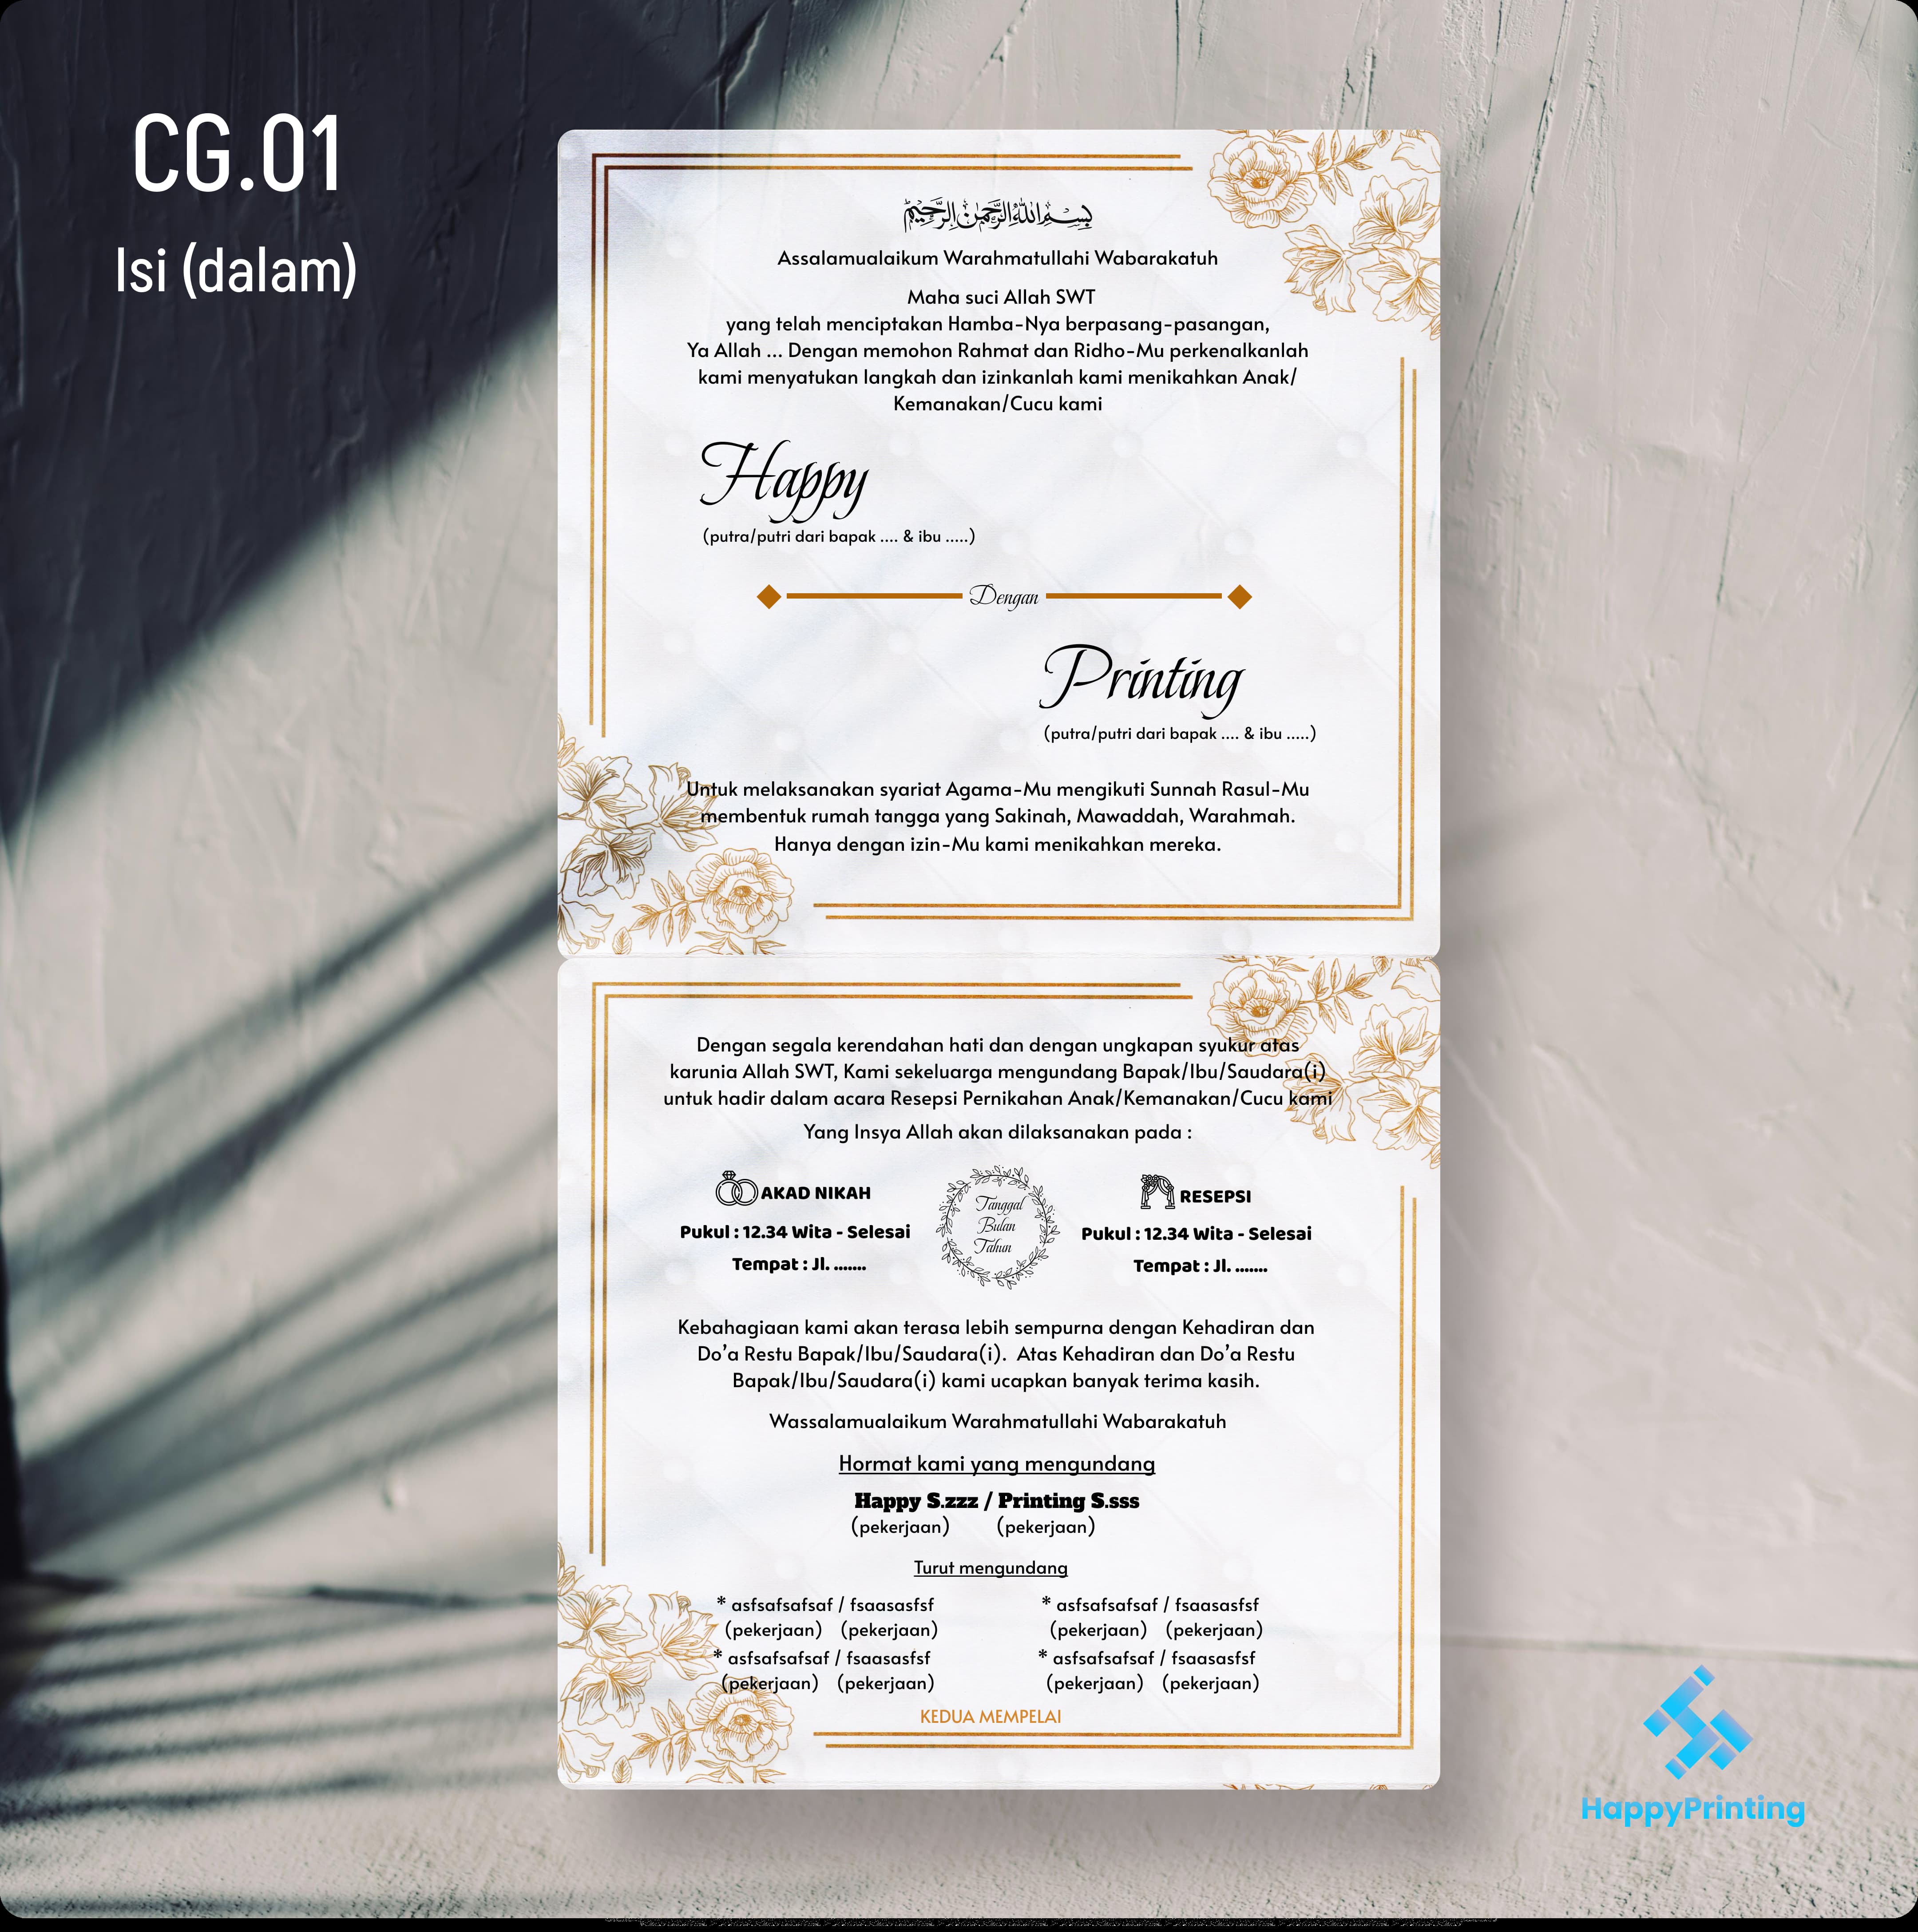 CG.01
Isi (dalam)
بسم الله الرحمن الرحيم
Assalamualaikum Warahmatullahi Wabarakatuh
Maha suci Allah SWT
yang telah menciptakan Hamba-Nya berpasang-pasangan,
Ya Allah ... Dengan memohon Rahmat dan Ridho-Mu perkenalkanlah
kami menyatukan langkah dan izinkanlah kami menikahkan Anak/
Kemanakan/Cucu kami
Happy
(putra/putri dari bapak .... & ibu .....)
Dengan
Printing
(putra/putri dari bapak .... & ibu .....)
Untuk melaksanakan syariat Agama-Mu mengikuti Sunnah Rasul-Mu
membentuk rumah tangga yang Sakinah, Mawaddah, Warahmah.
Hanya dengan izin-Mu kami menikahkan mereka.
Dengan segala kerendahan hati dan dengan ungkapan syukur atas
karunia Allah SWT, Kami sekeluarga mengundang Bapak/Ibu/Saudara(i)
untuk hadir dalam acara Resepsi Pernikahan Anak/Kemanakan/Cucu kami
Yang Insya Allah akan dilaksanakan pada :
AKAD NIKAH
Pukul : 12.34 Wita - Selesai
Tempat : Jl. .......
Tanggal
Bulan
Tahun
RESEPSI
Pukul : 12.34 Wita - Selesai
Tempat : Jl. .......
Kebahagiaan kami akan terasa lebih sempurna dengan Kehadiran dan
Do'a Restu Bapak/Ibu/Saudara(i).  Atas Kehadiran dan Do'a Restu
Bapak/Ibu/Saudara(i) kami ucapkan banyak terima kasih.
Wassalamualaikum Warahmatullahi Wabarakatuh
Hormat kami yang mengundang
Happy S.zzz / Printing S.sss
(pekerjaan) (pekerjaan)
Turut mengundang
* asfsafsafsaf / fsaasasfsf
(pekerjaan) (pekerjaan)
* asfsafsafsaf / fsaasasfsf
(pekerjaan) (pekerjaan)
* asfsafsafsaf / fsaasasfsf
(pekerjaan) (pekerjaan)
* asfsafsafsaf / fsaasasfsf
(pekerjaan) (pekerjaan)
KEDUA MEMPELAI
HappyPrinting